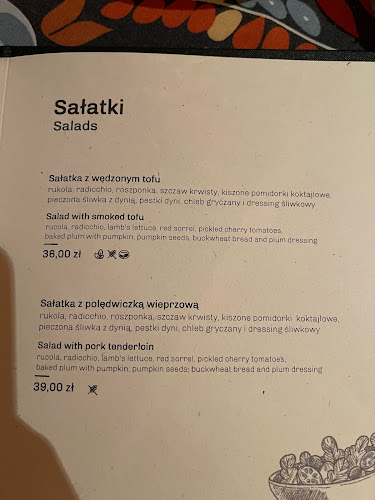 Sałatki
Salads
Sałatka z wędzonym tofu
rukola, radicchio, roszponka, szczaw krwisty, kiszone pomidorki koktajlowe,
pieczona śliwka z dynią, pestki dyni, chleb gryczany i dressing śliwkowy
Salad with smoked tofu
rucola, radicchio, lamb's lettuce, red sorrel, pickled cherry tomatoes,
baked plum with pumpkin, pumpkin seeds, buckwheat bread and plum dressing
36,00 zł
Sałatka z polędwiczką wieprzową
rukola, radicchio, roszponka, szczaw krwisty, kiszone pomidorki koktajlowe,
pieczona śliwka z dynią, pestki dyni, chleb gryczany i dressing śliwkowy
Salad with pork tenderloin
rucola, radicchio, lamb's lettuce, red sorrel, pickled cherry tomatoes,
baked plum with pumpkin, pumpkin seeds, buckwheat bread and plum dressing
39,00 zł